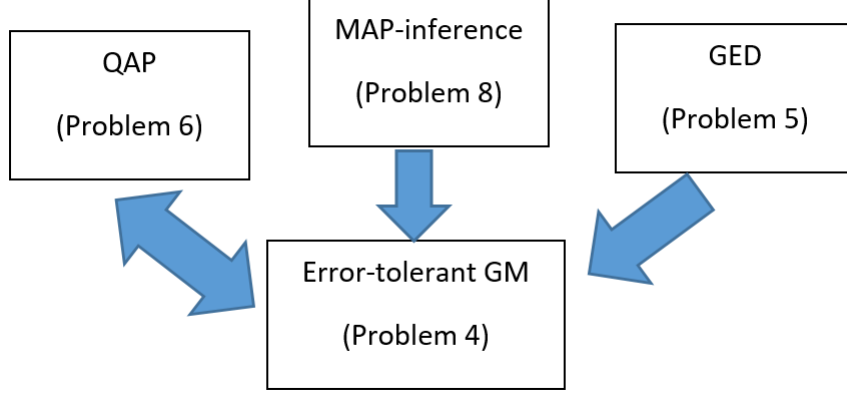 QAP
(Problem 6)
MAP-inference
(Problem 8)
GED
(Problem 5)
Error-tolerant GM
(Problem 4)